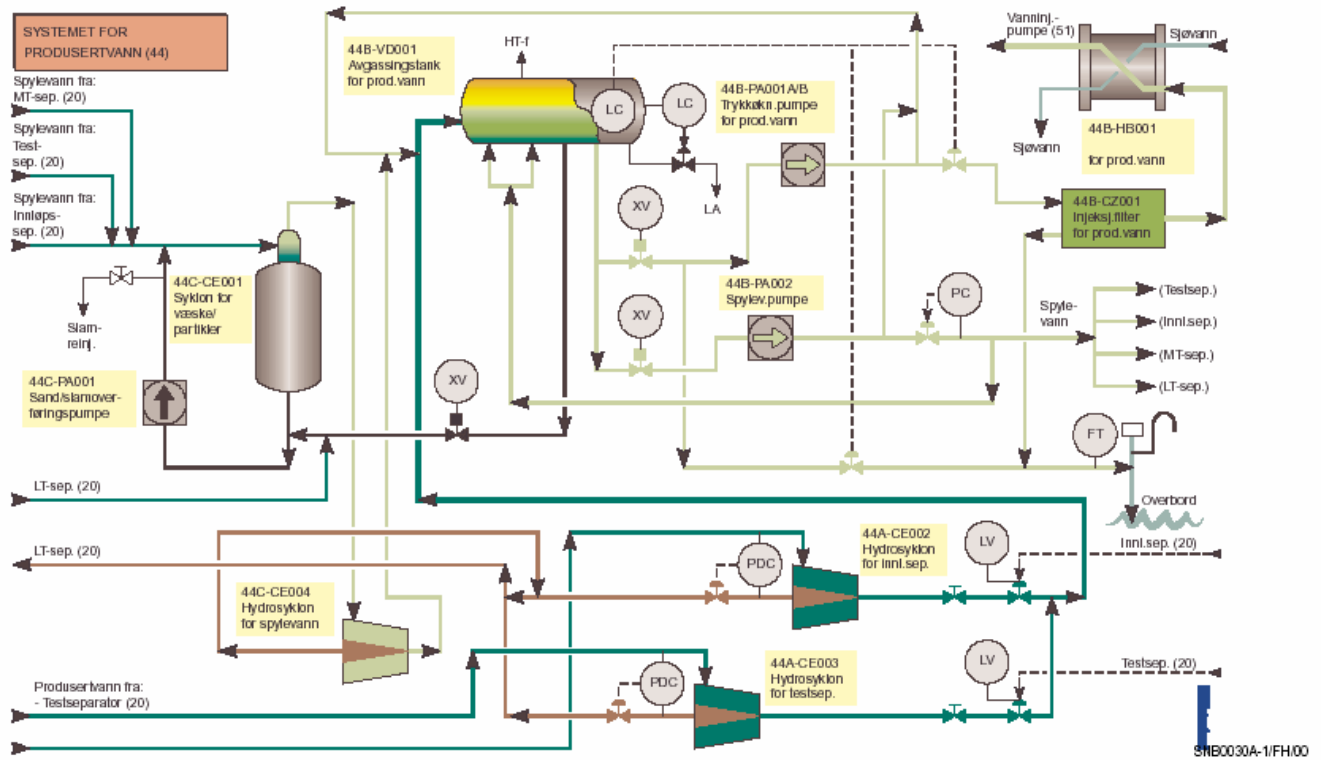 SYSTEMET FOR
PRODUSERTVANN (44)
Spylevann fra:
MT-sep. (20)
Spylevann fra:
Test-
sep. (20)
Spylevann fra:
Innløps-
sep. (20)
Slam-
reinj.
44C-CE001
Syklon for
væske/
partikler
44C-PA001
Sand/slamover-
føringspumpe
LT-sep. (20)
LT-sep. (20)
44C-CE004
Hydrosyklon
for spylevann
Produsertvann fra:
- Testseparator (20)
44B-VD001
Avgassingstank
for prod.vann
HT-f
LC
LC
LA
44B-PA001A/B
Trykkøkn.pumpe
for prod.vann
XV
XV
XV
44B-PA002
Spylev.pumpe
PC
Vanninj.-
pumpe (51)
Sjøvann
Sjøvann
44B-HB001
for prod.vann
44B-CZ001
Injeksj.filter
for prod.vann
Spyle-
vann
(Testsep.)
(Innl.sep.)
(MT-sep.)
(LT-sep.)
FT
Overbord
44A-CE002
Hydrosyklon
for innl.sep.
PDC
LV
Innl.sep. (20)
44A-CE003
Hydrosyklon
for testsep.
PDC
LV
Testsep. (20)
SNB0030A-1/FH/00